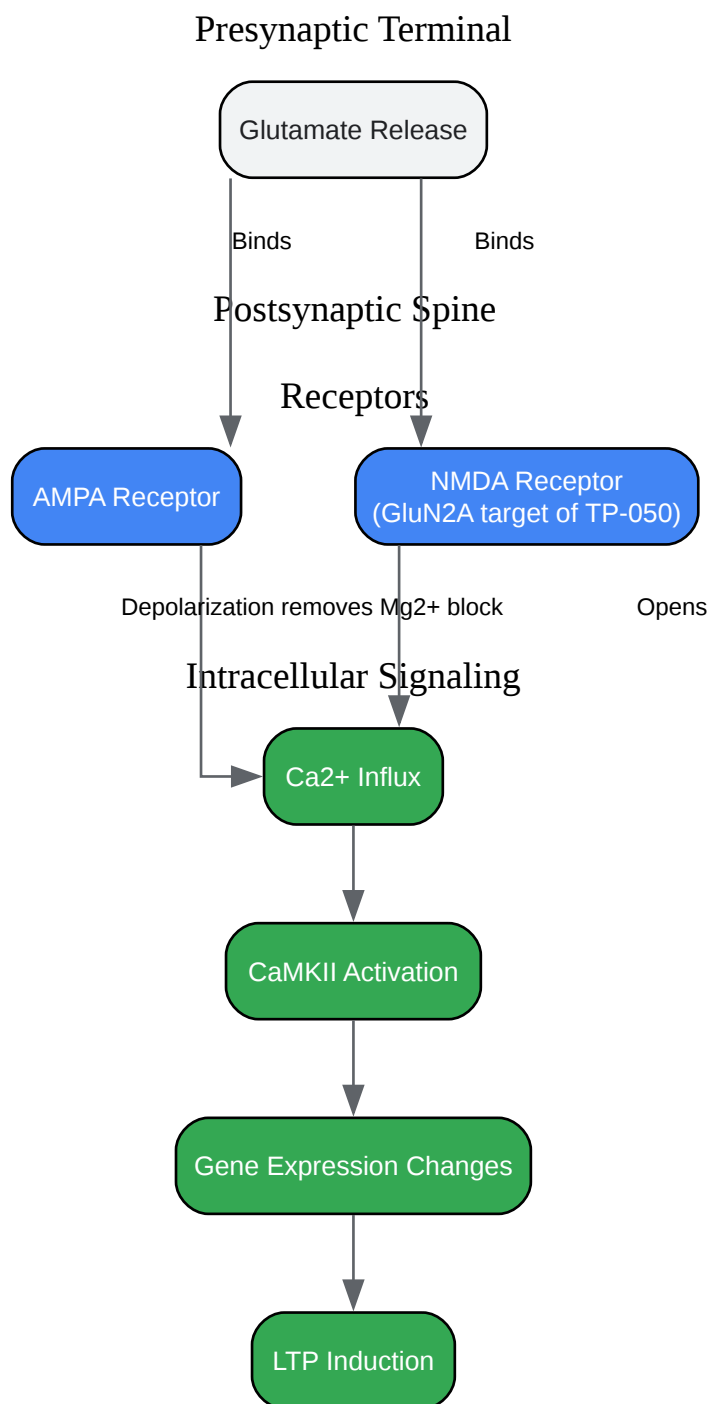 Presynaptic Terminal
Glutamate Release
Binds
Binds
Postsynaptic Spine
Receptors
AMPA Receptor
NMDA Receptor
(GluN2A target of TP-050)
Depolarization removes Mg2+ block
Opens
Intracellular Signaling
Ca2+ Influx
CaMKII Activation
Gene Expression Changes
LTP Induction